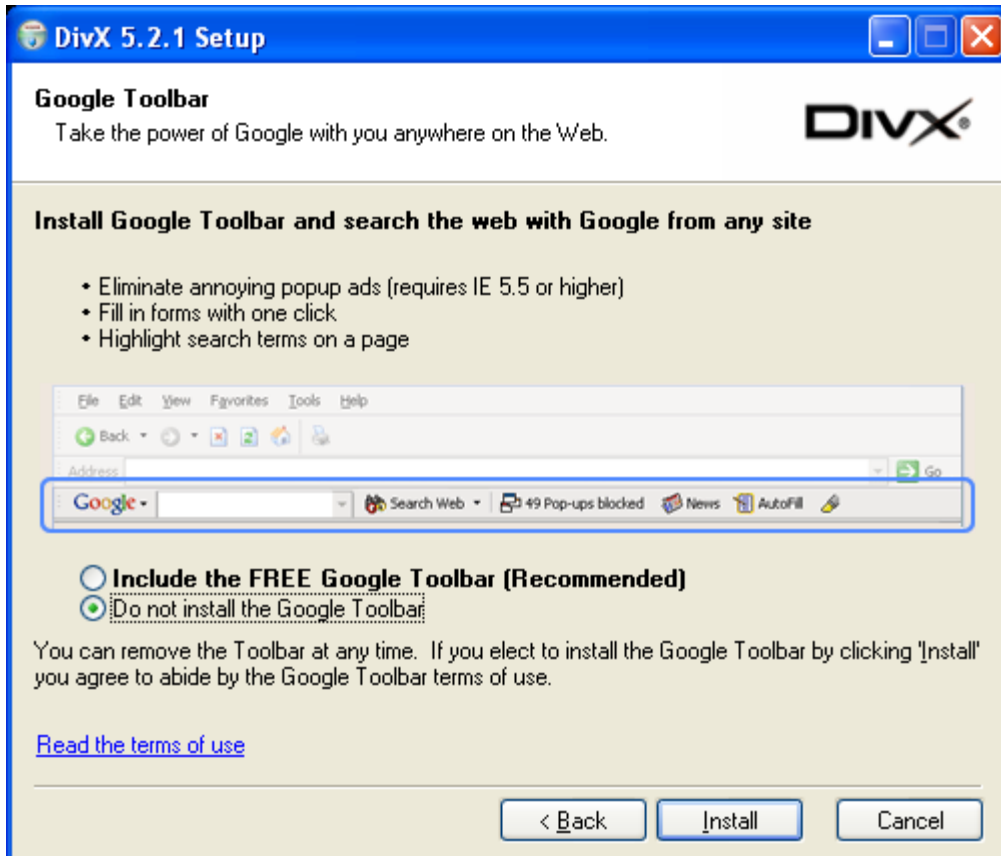 DivX 5.2.1 Setup
Google Toolbar
Take the power of Google with you anywhere on the Web.
DIVX®
Install Google Toolbar and search the web with Google from any site
• Eliminate annoying popup ads (requires IE 5.5 or higher)
• Fill in forms with one click
• Highlight search terms on a page
File Edit View Favorites Tools Help
Back
Address Go
Google Search Web 49 Pop-ups blocked News AutoFill
Include the FREE Google Toolbar (Recommended)
Do not install the Google Toolbar
You can remove the Toolbar at any time. If you elect to install the Google Toolbar by clicking 'Install'
you agree to abide by the Google Toolbar terms of use.
Read the terms of use
< Back Install Cancel